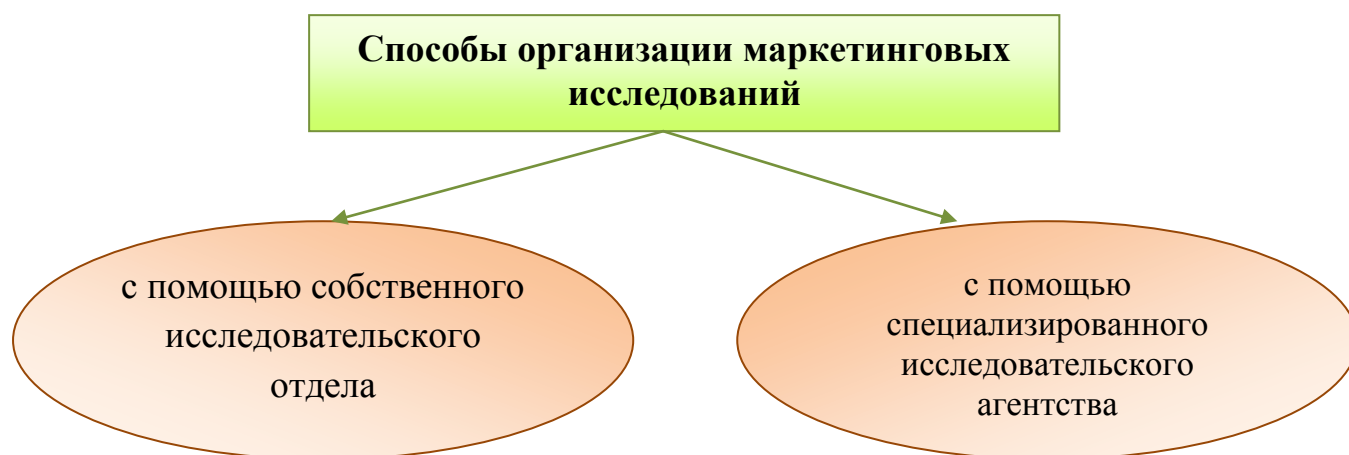 Способы организации маркетинговых
исследований
с помощью собственного
исследовательского
отдела
с помощью
специализированного
исследовательского
агентства